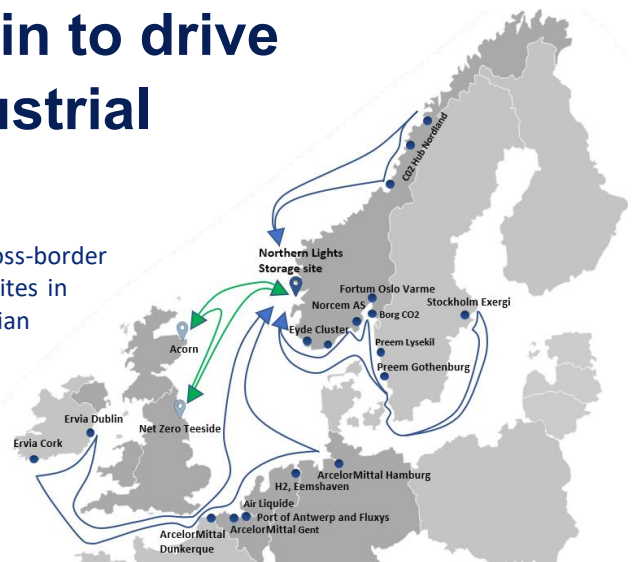 in to drive
ustrial
oss-border
ites in
ian
CO2 Hub Nordland
Northern Lights
Storage site
Fortum Oslo Varme
Norcem AS
Borg CO2
Stockholm Exergi
Eyde Cluster
Preem Lysekil
Preem Gothenburg
Acorn
Net Zero Teeside
Ervia Dublin
Ervia Cork
ArcelorMittal Hamburg
H2, Eemshaven
Air Liquide
Port of Antwerp and Fluxys
ArcelorMittal Gent
ArcelorMittal
Dunkerque